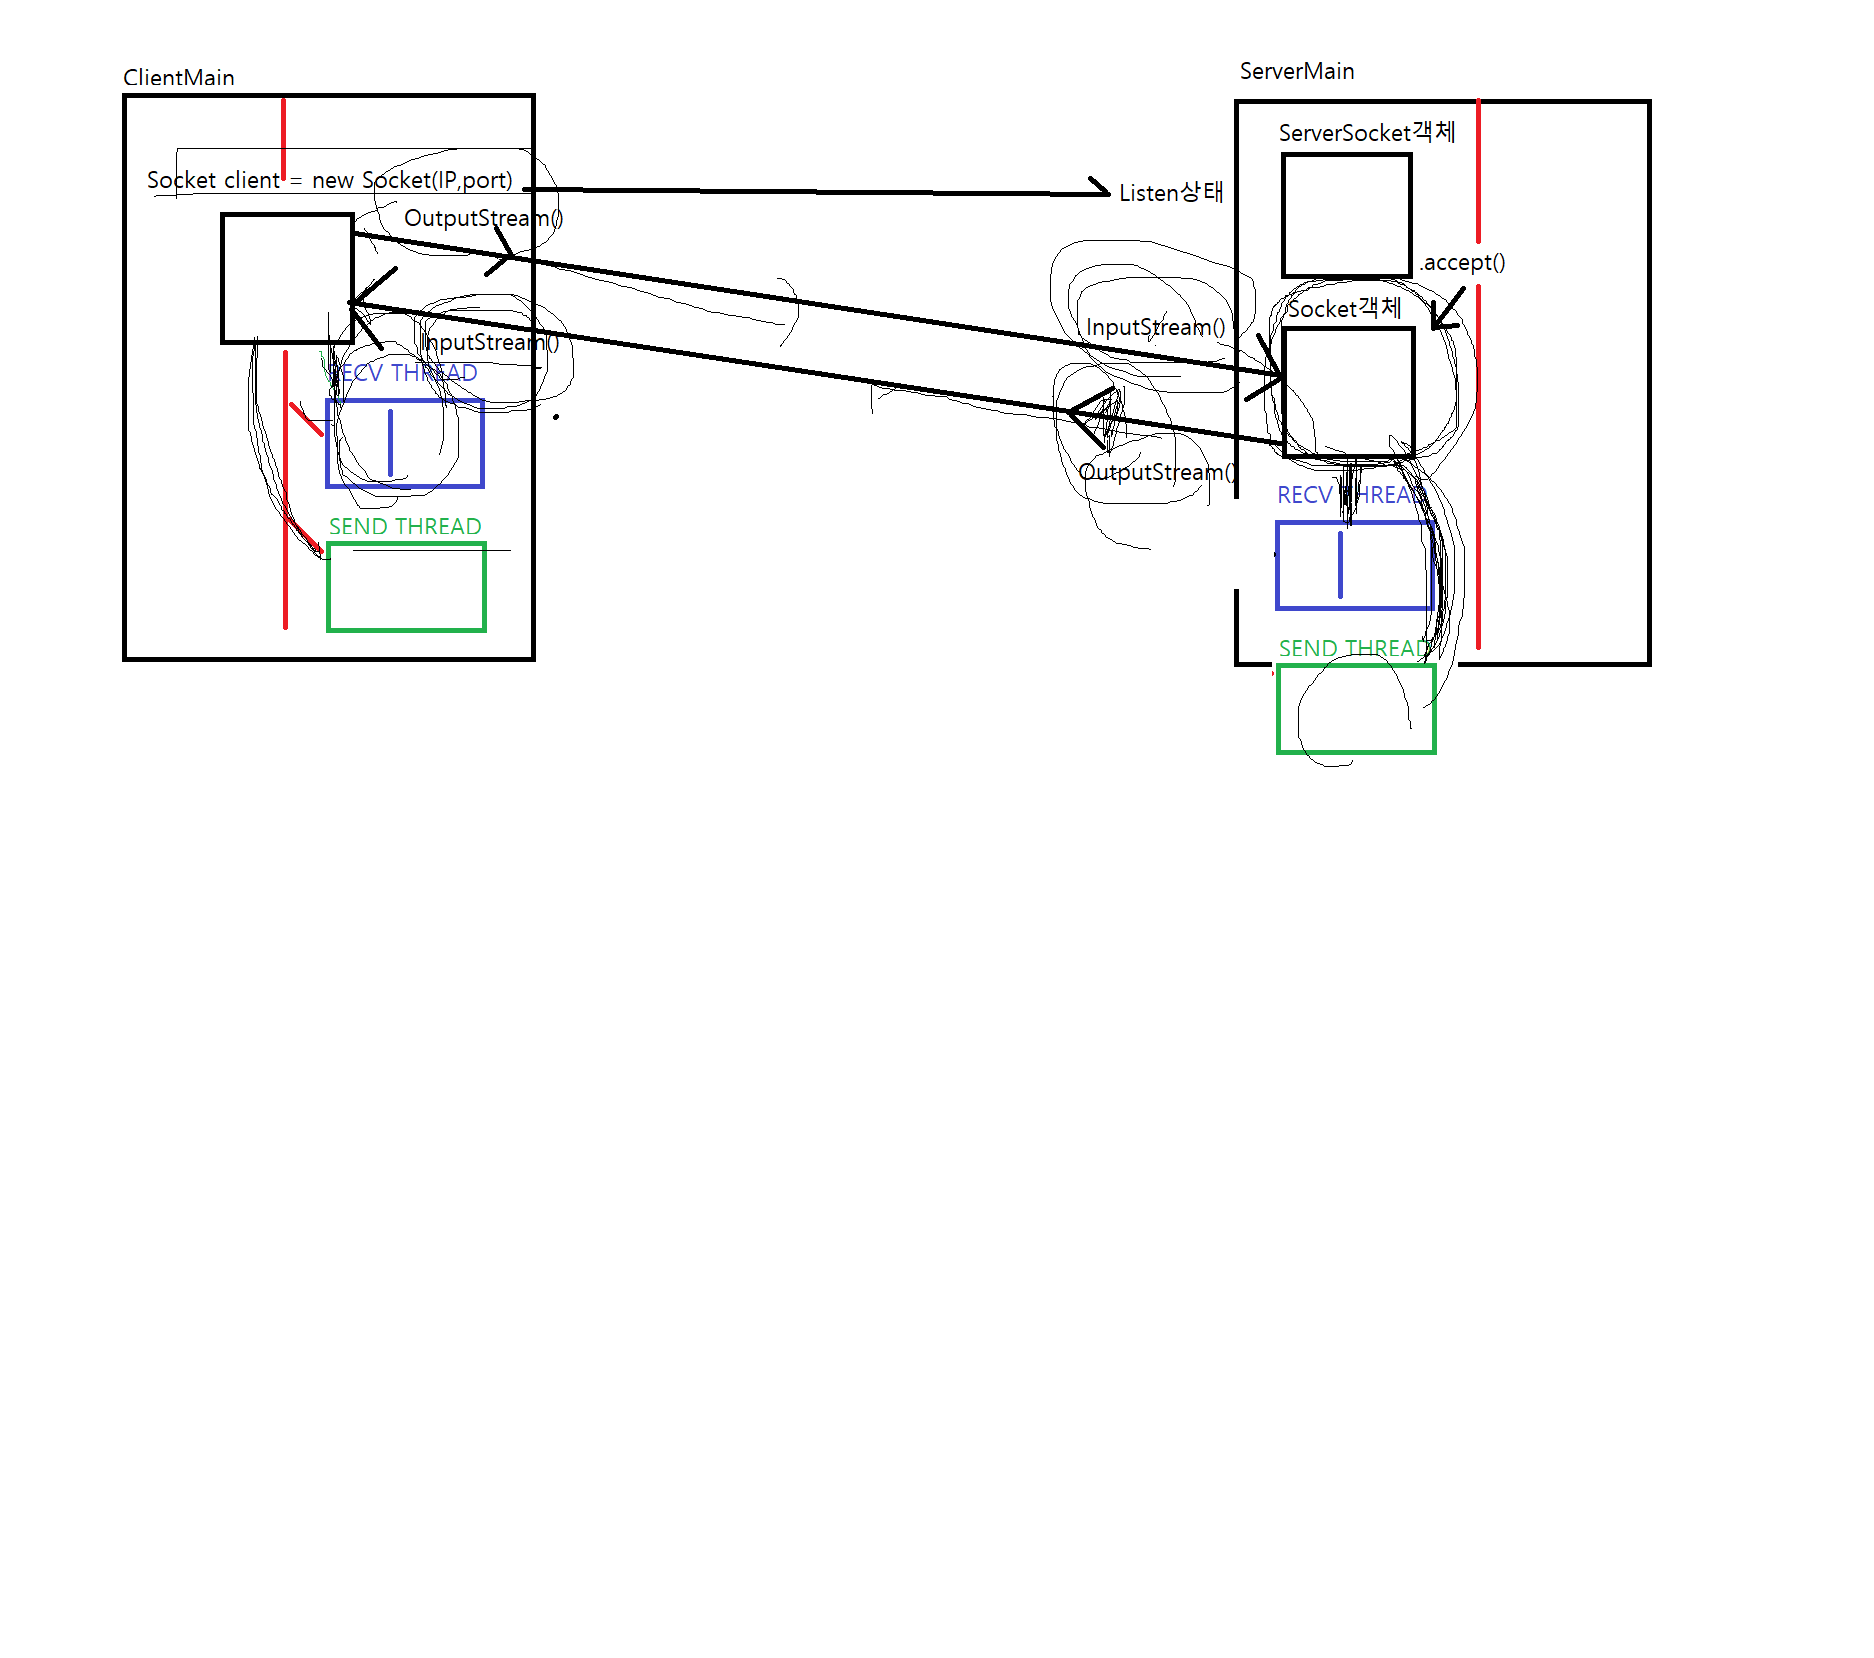 ClientMain
Socket client = new Socket(IP,port)
OutputStream()
InputStream()
RECV THREAD
SEND THREAD
Listen상태
InputStream()
OutputStream()
ServerMain
ServerSocket객체
.accept()
Socket객체
RECV THREAD
SEND THREAD